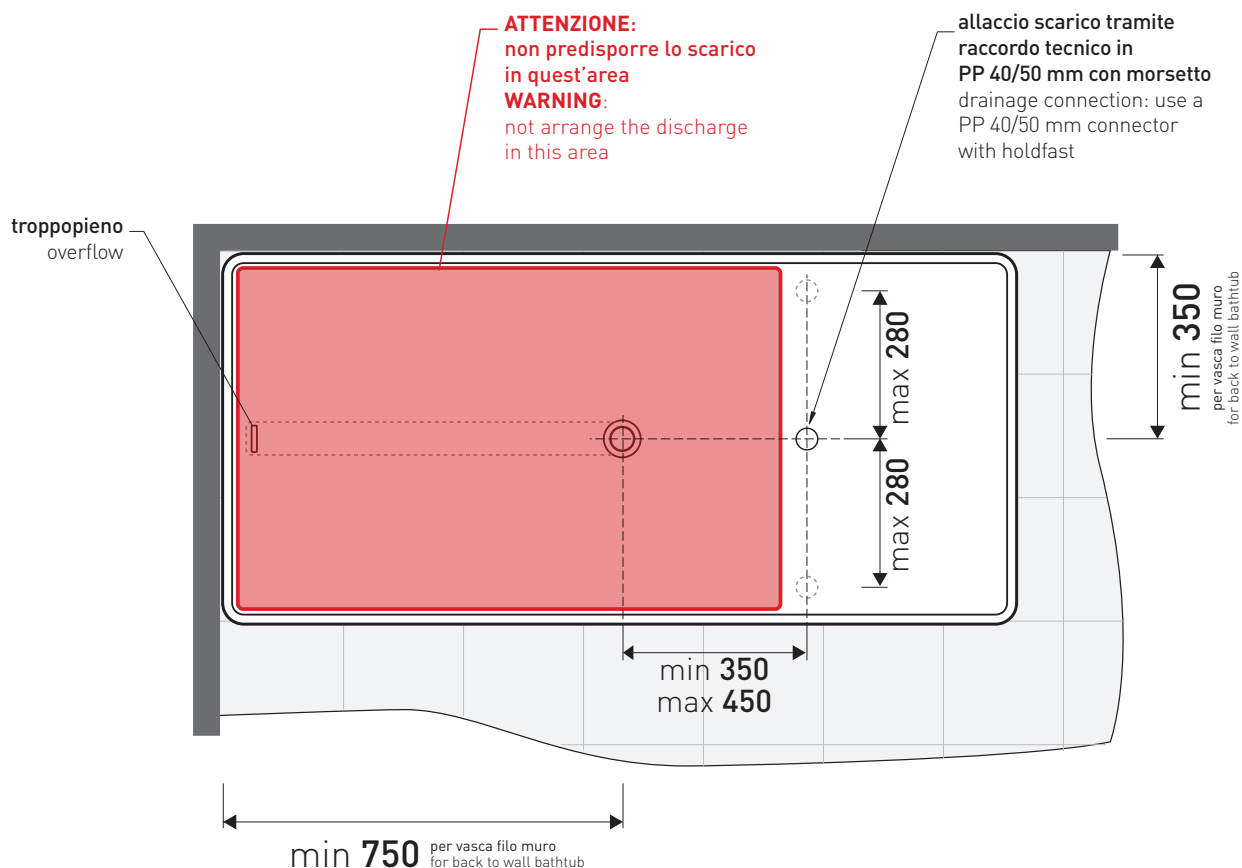 ATTENZIONE:
non predisporre lo scarico
in quest'area
WARNING:
not arrange the discharge
in this area
allaccio scarico tramite
raccordo tecnico in
PP 40/50 mm con morsetto
drainage connection: use a
PP 40/50 mm connector
with holdfast
troppopieno
overflow
max 280
max 280
min 350
per vasca filo muro
for back to wall bathtub
min 350
max 450
min 750
per vasca filo muro
for back to wall bathtub